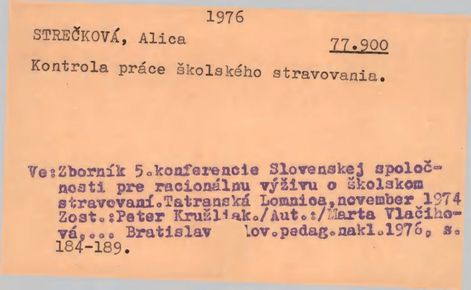 1976
STREČKOVÁ, Alica 77.900
Kontrola práce školského stravovania.
Ve:Zborník 5.konferencie Slovenskej spoloč-
nosti pre racionálnu výživu o školskom
stravovaní.Tatranská Lomnica,november 1974
Zost.:Peter Kružliak./Aut.:/Marta Vlačiho-
vá,... Bratislav lov.pedag.nakl.1976, s.
184-189.